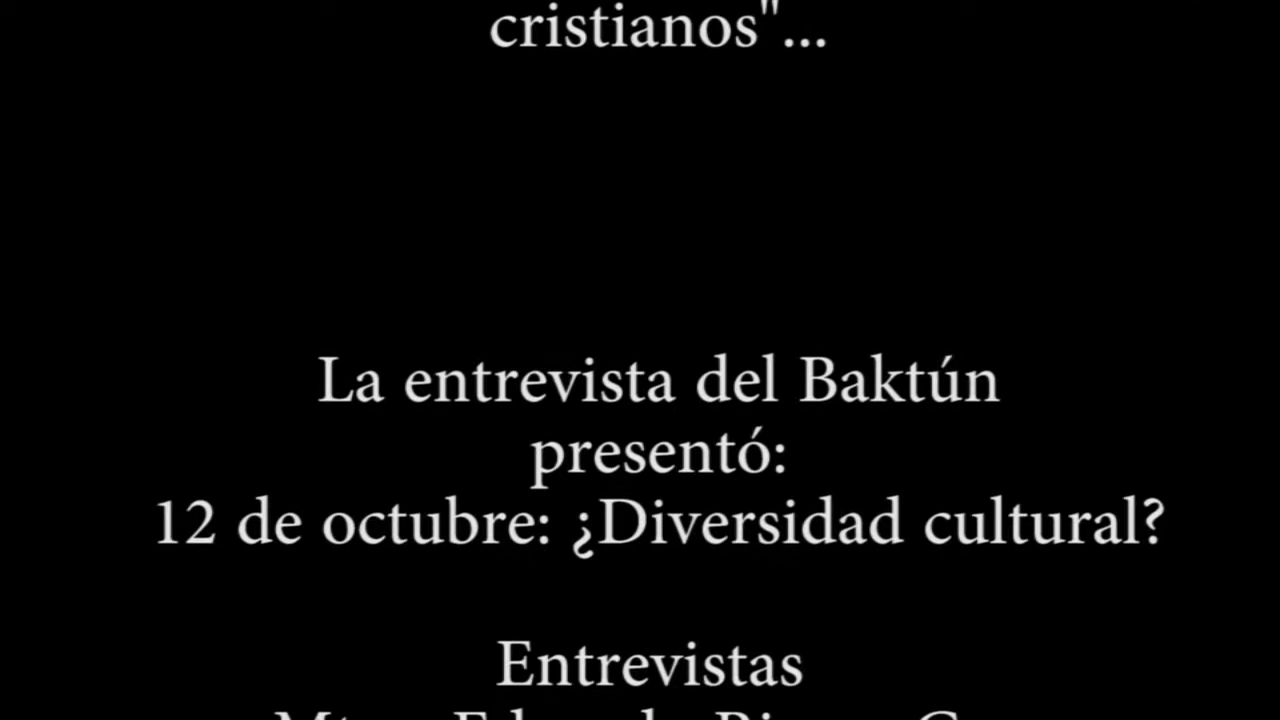 cristianos"...
La entrevista del Baktún
presentó:
12 de octubre: ¿Diversidad cultural?
Entrevistas